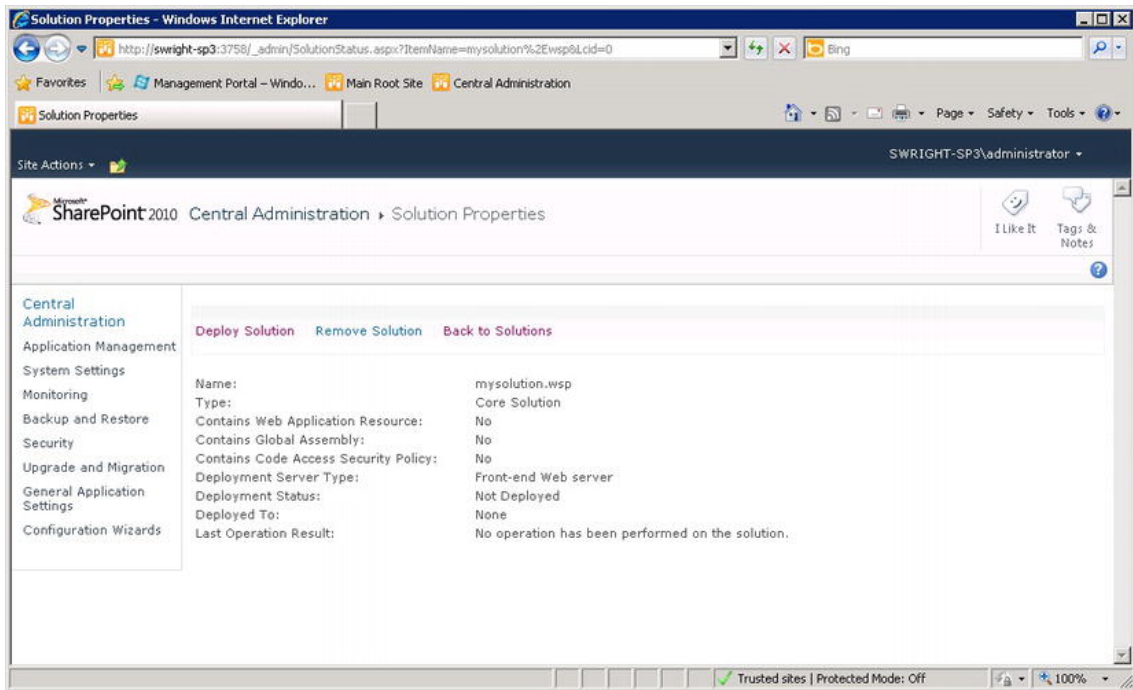 Solution Properties - Windows Internet Explorer
http://swright-sp3:3758/_admin/SolutionStatus.aspx?ItemName=mysolution%2Ewsp&Lcid=0
Bing
Favorites Management Portal – Windo... Main Root Site Central Administration
Solution Properties
Page Safety Tools
Site Actions
SWRIGHT-SP3\administrator
Microsoft
SharePoint 2010 Central Administration Solution Properties
I Like It
Tags & Notes
Central Administration
Application Management
System Settings
Monitoring
Backup and Restore
Security
Upgrade and Migration
General Application Settings
Configuration Wizards
Deploy Solution Remove Solution Back to Solutions
Name: mysolution.wsp
Type: Core Solution
Contains Web Application Resource: No
Contains Global Assembly: No
Contains Code Access Security Policy: No
Deployment Server Type: Front-end Web server
Deployment Status: Not Deployed
Deployed To: None
Last Operation Result: No operation has been performed on the solution.
Trusted sites | Protected Mode: Off
100%